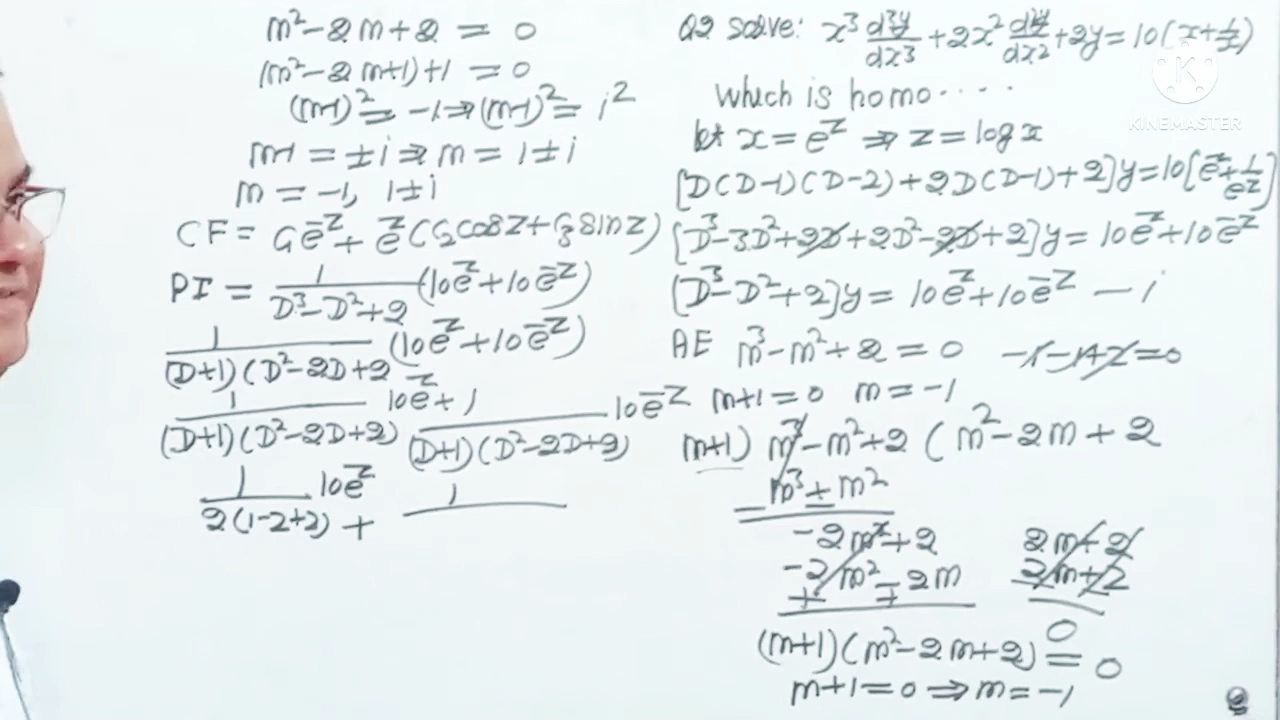 Q2 solve: x³ d³y/dx³ + 2x² d²y/dx² + 2y = 10(x + 1/x)
Which is homo....
let x = e^z ⇒ z = log x
[D(D-1)(D-2) + 2D(D-1) + 2]y = 10[e^z + 1/e^z]
[D³ - 3D² + 2D + 2D² - 2D + 2]y = 10e^z + 10e^-z
(D³ - D² + 2)y = 10e^z + 10e^-z — i
AE m³ - m² + 2 = 0 -1-1+2 = 0
m+1 = 0 m = -1
m+1) m³ - m² + 2 ( m² - 2m + 2
m³ + m²
-2m² + 2
-2m² - 2m
2m + 2
2m + 2
0
(m+1)(m² - 2m + 2) = 0
m+1 = 0 ⇒ m = -1
m² - 2m + 2 = 0
(m² - 2m + 1) + 1 = 0
(m-1)² = -1 ⇒ (m-1)² = i²
m-1 = ±i ⇒ m = 1±i
m = -1, 1±i
CF = C₁e^-z + e^z(C₂cosz + C₃sinz)
PI = 1/(D³ - D² + 2) (10e^z + 10e^-z)
1/((D+1)(D² - 2D + 2) (10e^z + 10e^-z)
1/((D+1)(D² - 2D + 2)) 10e^z + 1/((D+1)(D² - 2D + 2)) 10e^-z
1/(2(1-2+2)) 10e^z + 1/
KINEMASTER